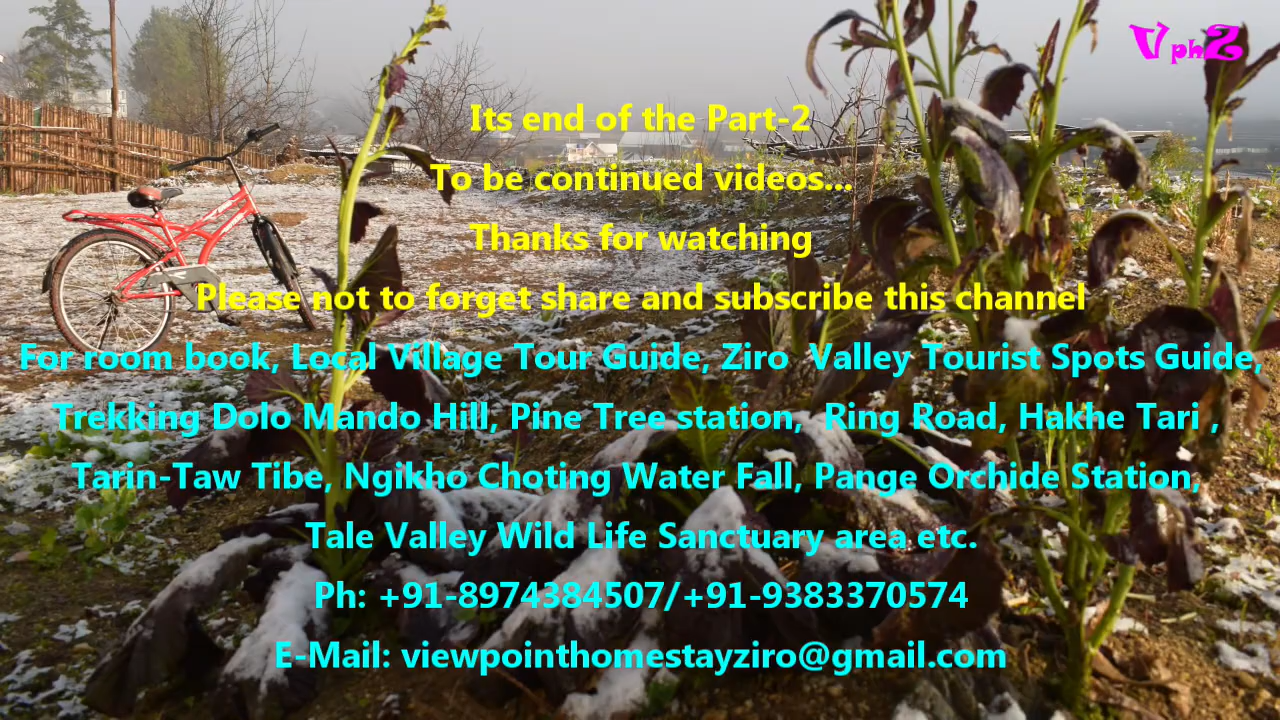 VphZ
Its end of the Part-2
To be continued videos...
Thanks for watching
Please not to forget share and subscribe this channel
For room book, Local Village Tour Guide, Ziro  Valley Tourist Spots Guide,
Trekking Dolo Mando Hill, Pine Tree station,  Ring Road, Hakhe Tari ,
Tarin-Taw Tibe, Ngikho Choting Water Fall, Pange Orchide Station,
Tale Valley Wild Life Sanctuary area etc.
Ph: +91-8974384507/+91-9383370574
E-Mail: viewpointhomestayziro@gmail.com